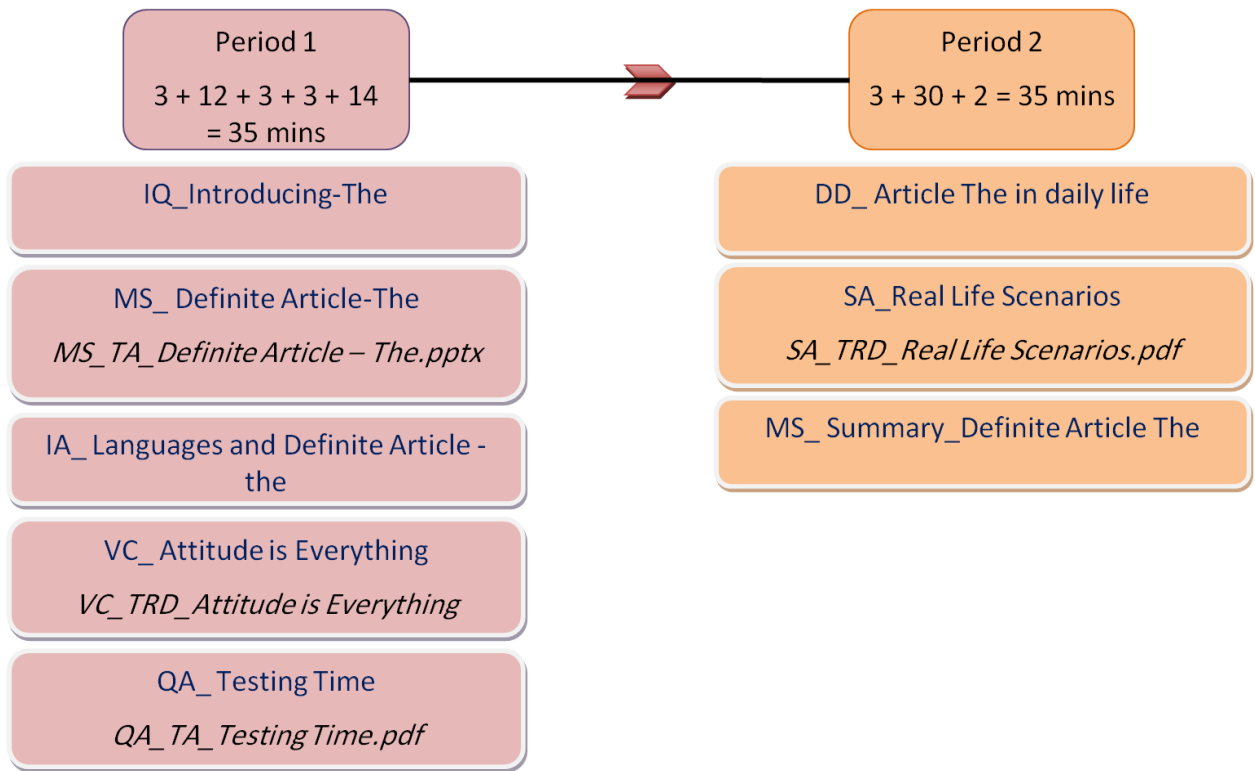 Period 1
3 + 12 + 3 + 3 + 14
= 35 mins
IQ_Introducing-The
MS_ Definite Article-The
MS_TA_Definite Article – The.pptx
IA_ Languages and Definite Article -
the
VC_ Attitude is Everything
VC_TRD_Attitude is Everything
QA_ Testing Time
QA_TA_Testing Time.pdf
Period 2
3 + 30 + 2 = 35 mins
DD_ Article The in daily life
SA_Real Life Scenarios
SA_TRD_Real Life Scenarios.pdf
MS_ Summary_Definite Article The